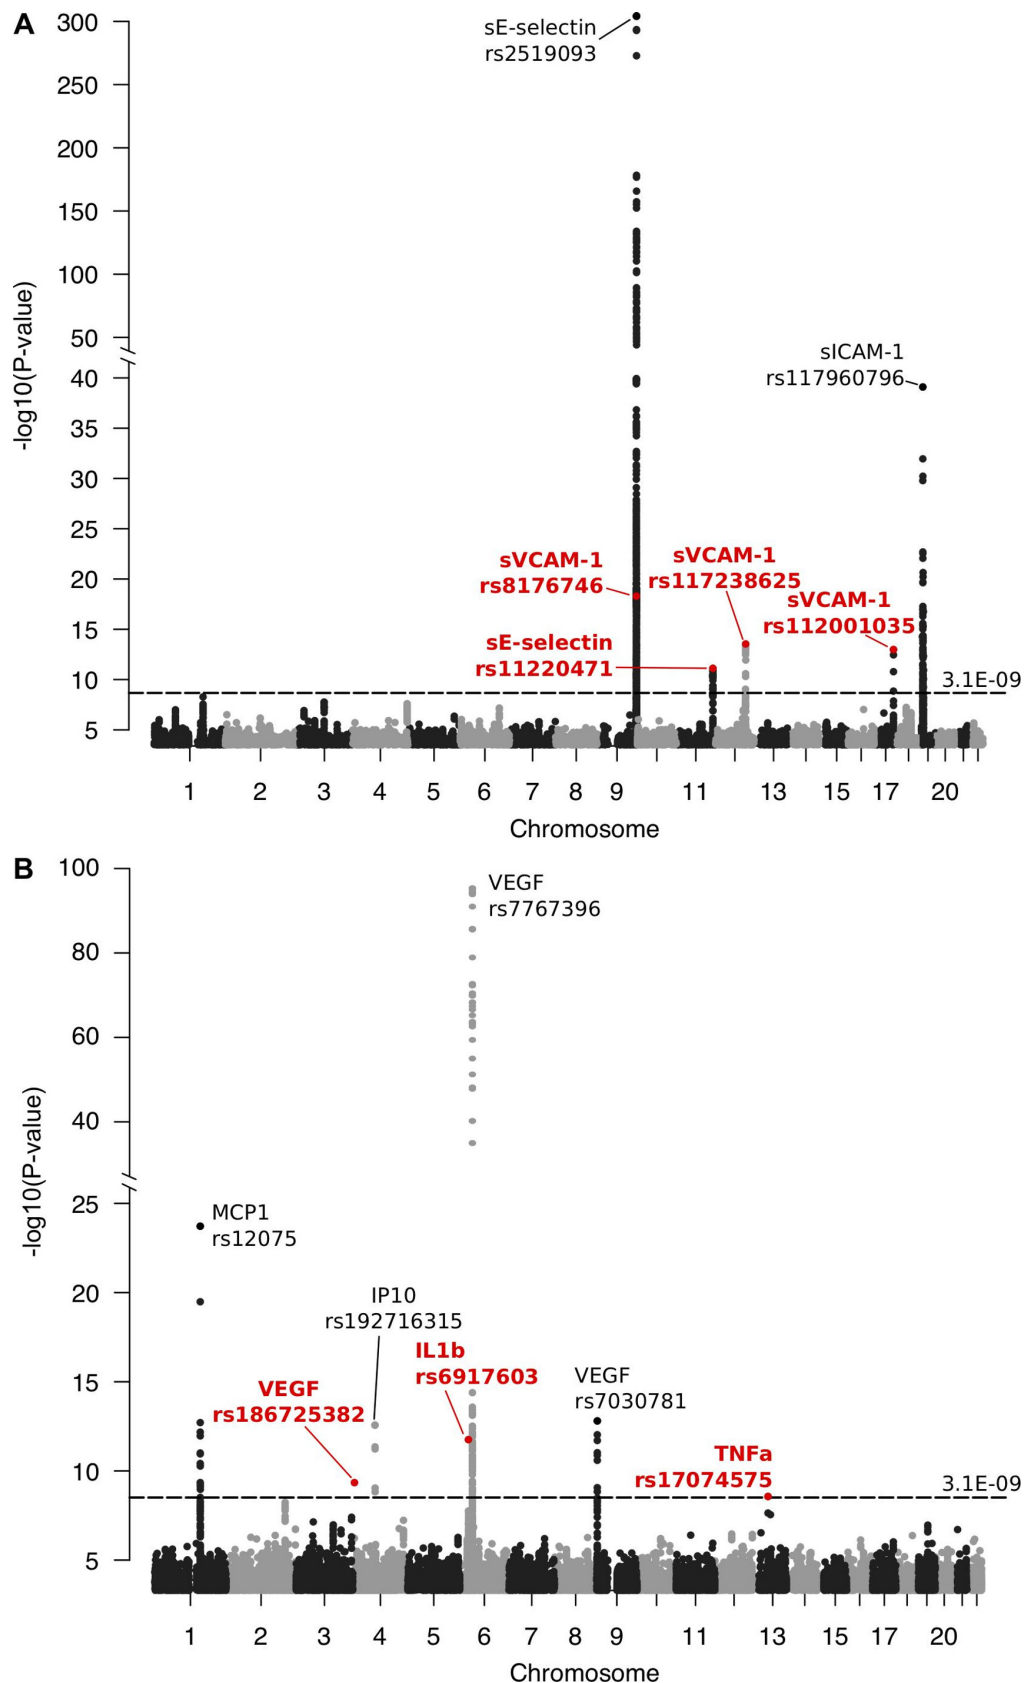 A
300
250
200
150
100
50
40
35
30
25
20
15
10
5
-log10(P-value)
sE-selectin
rs2519093
sICAM-1
rs117960796
sVCAM-1
rs8176746
sVCAM-1
rs117238625
sVCAM-1
rs112001035
sE-selectin
rs11220471
3.1E-09
1 2 3 4 5 6 7 8 9 11 13 15 17 20
Chromosome
B
100
80
60
40
25
20
15
10
5
-log10(P-value)
VEGF
rs7767396
MCP1
rs12075
IP10
rs192716315
IL1b
rs6917603
VEGF
rs186725382
VEGF
rs7030781
TNFa
rs17074575
3.1E-09
1 2 3 4 5 6 7 8 9 11 13 15 17 20
Chromosome